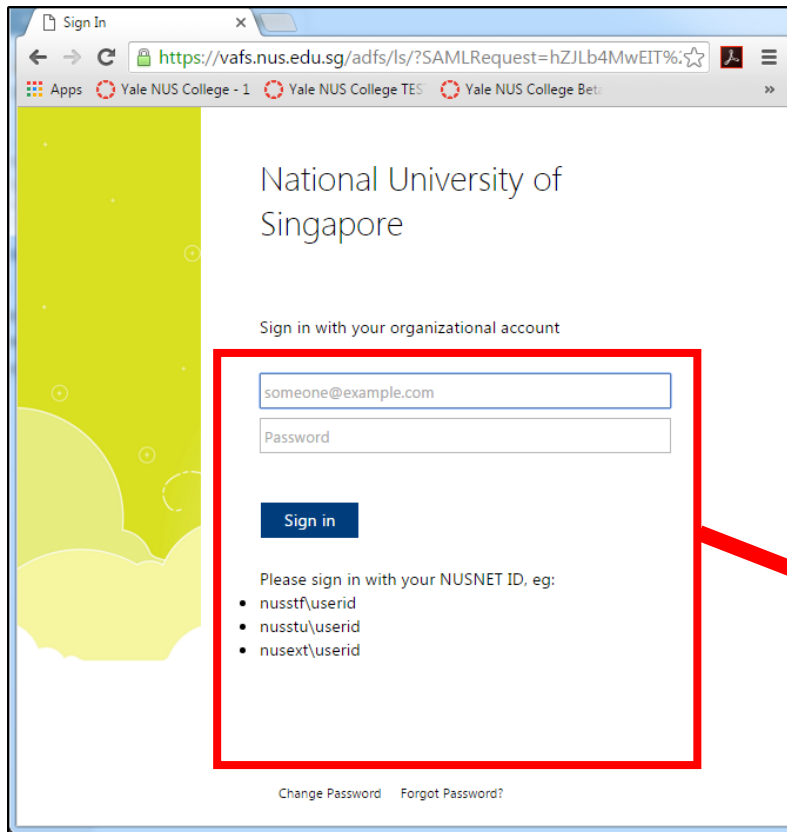 Sign In
https://vafs.nus.edu.sg/adfs/ls/?SAMLRequest=hZJLb4MwEIT%
Apps Yale NUS College - 1 Yale NUS College TES Yale NUS College Beta »
National University of
Singapore
Sign in with your organizational account
someone@example.com
Password
Sign in
Please sign in with your NUSNET ID, eg:
• nusstf\userid
• nusstu\userid
• nusext\userid
Change Password Forgot Password?